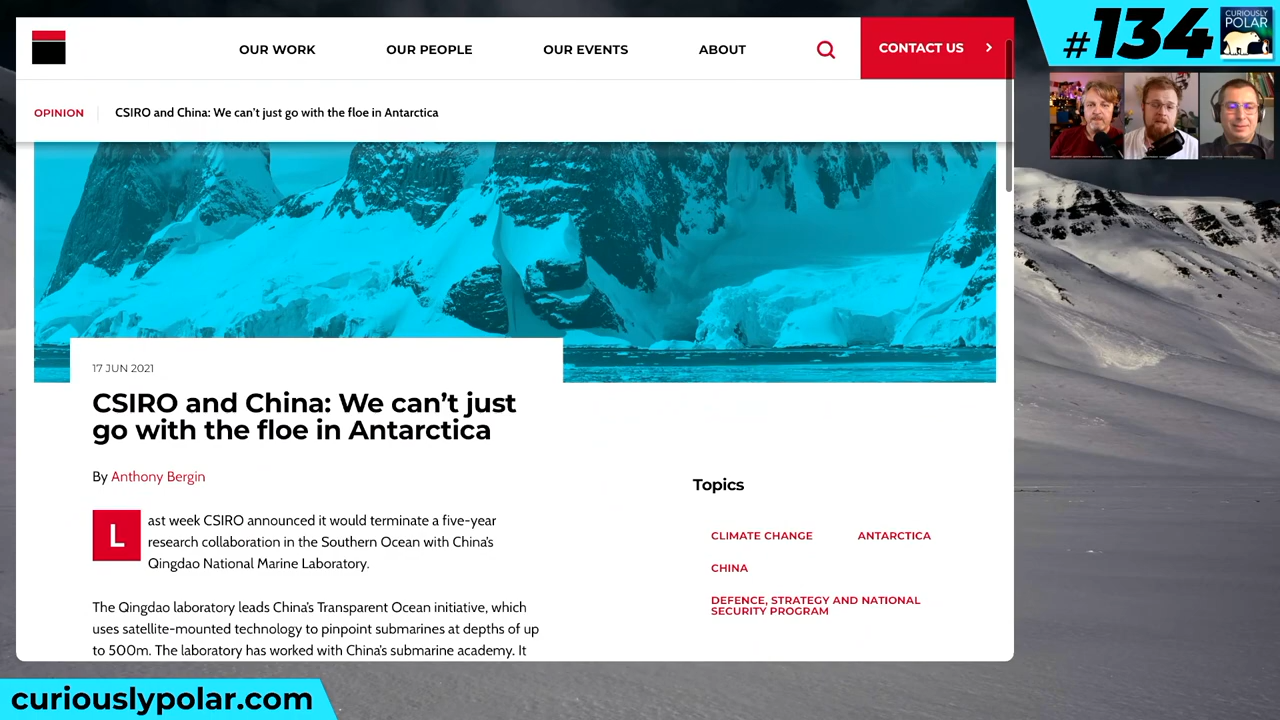 OUR WORK OUR PEOPLE OUR EVENTS ABOUT CONTACT US
#134
CURIOUSLY
POLAR
OPINION CSIRO and China: We can’t just go with the floe in Antarctica
17 JUN 2021
CSIRO and China: We can’t just
go with the floe in Antarctica
By Anthony Bergin
Last week CSIRO announced it would terminate a five-year
research collaboration in the Southern Ocean with China’s
Qingdao National Marine Laboratory.
The Qingdao laboratory leads China’s Transparent Ocean initiative, which
uses satellite-mounted technology to pinpoint submarines at depths of up
to 500m. The laboratory has worked with China’s submarine academy. It
Topics
CLIMATE CHANGE ANTARCTICA
CHINA
DEFENCE, STRATEGY AND NATIONAL
SECURITY PROGRAM
curiouslypolar.com